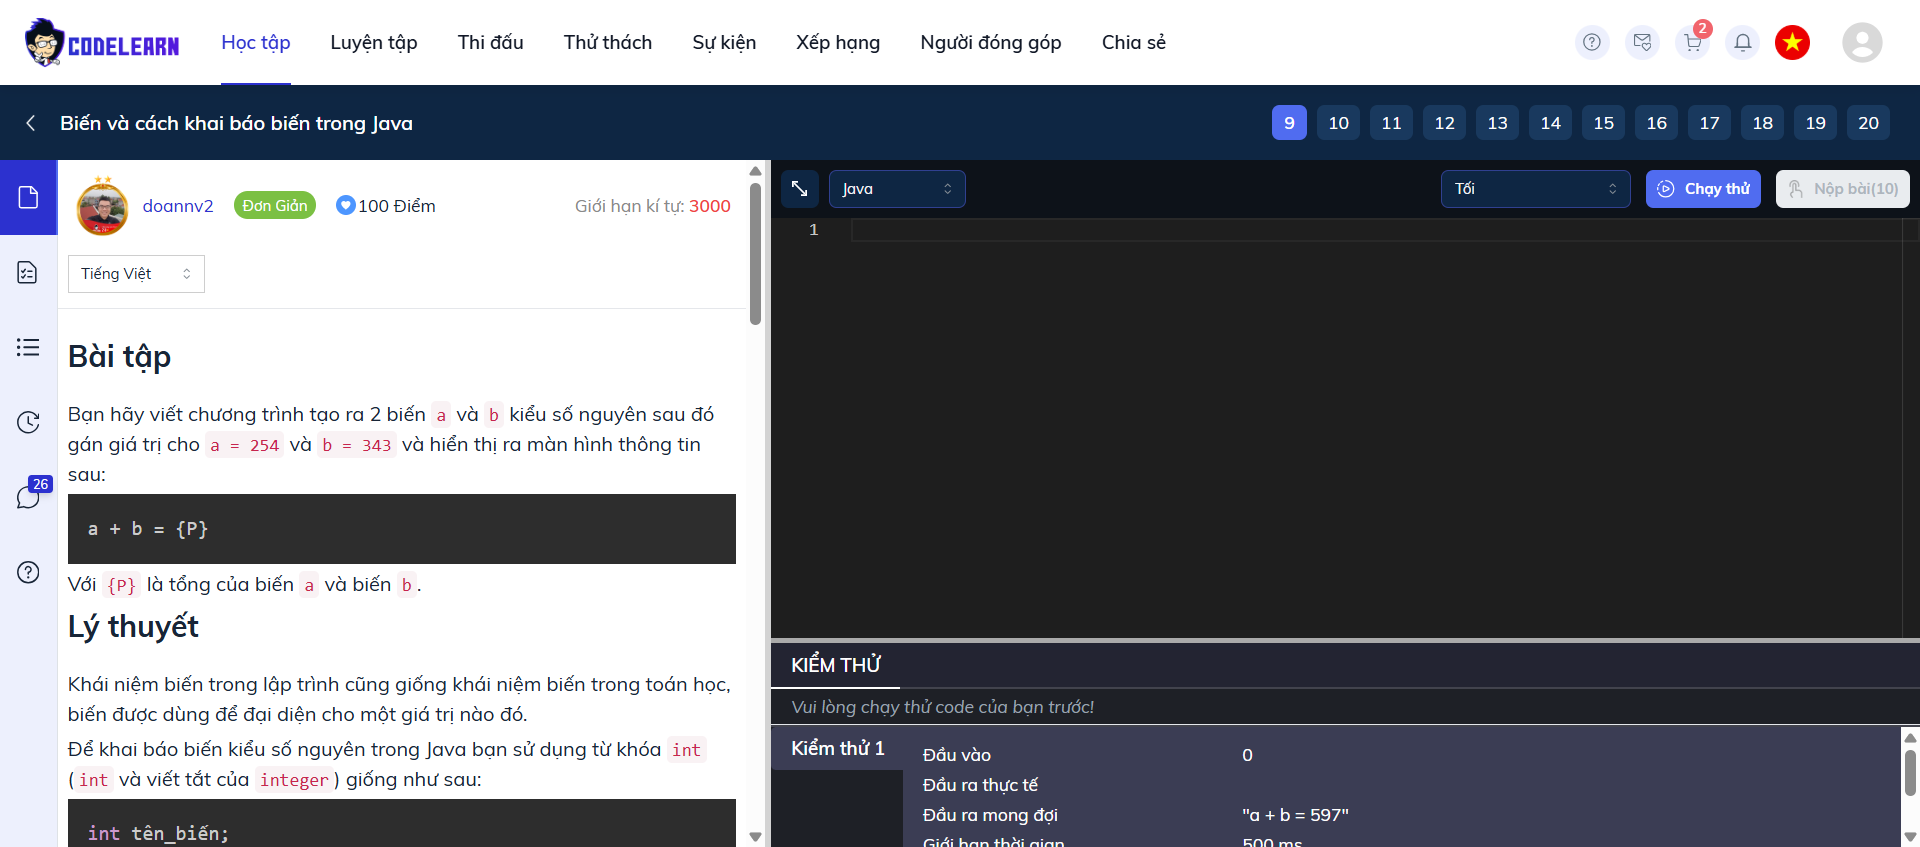 CODELEARN
Học tập
Luyện tập
Thi đấu
Thử thách
Sự kiện
Xếp hạng
Người đóng góp
Chia sẻ
2
Biến và cách khai báo biến trong Java
9 10 11 12 13 14 15 16 17 18 19 20
doannv2
Đơn Giản
100 Điểm
Giới hạn kí tự: 3000
Tiếng Việt
26
Bài tập
Bạn hãy viết chương trình tạo ra 2 biến a và b kiểu số nguyên sau đó
gán giá trị cho a = 254 và b = 343 và hiển thị ra màn hình thông tin
sau:
a + b = {P}
Với {P} là tổng của biến a và biến b.
Lý thuyết
Khái niệm biến trong lập trình cũng giống khái niệm biến trong toán học,
biến được dùng để đại diện cho một giá trị nào đó.
Để khai báo biến kiểu số nguyên trong Java bạn sử dụng từ khóa int
(int và viết tắt của integer) giống như sau:
int tên_biến;
Java
Tối
Chạy thử
Nộp bài(10)
1
KIỂM THỬ
Vui lòng chạy thử code của bạn trước!
Kiểm thử 1
Đầu vào 0
Đầu ra thực tế
Đầu ra mong đợi "a + b = 597"
Giới hạn thời gian 500 ms